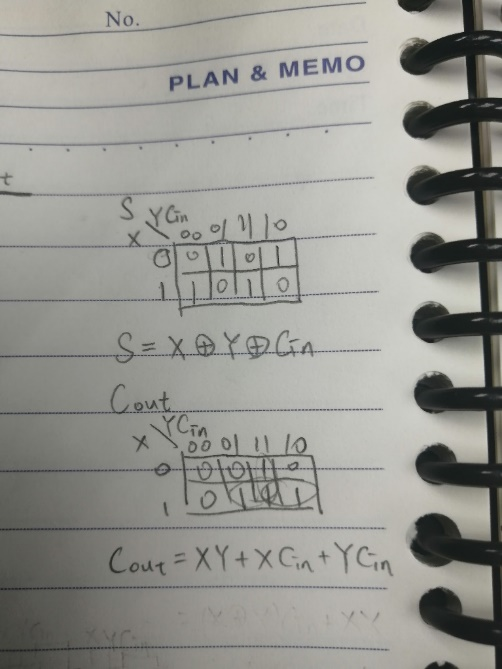 No.
PLAN & MEMO
t
S YCin
X 00 01 11 10
0 0 1 0 1
1 1 0 1 0
S = X ⊕ Y ⊕ Cin
Cout
YCin
X 00 01 11 10
0 0 0 1 0
1 0 1 1 1
Cout = XY + XCin + YCin